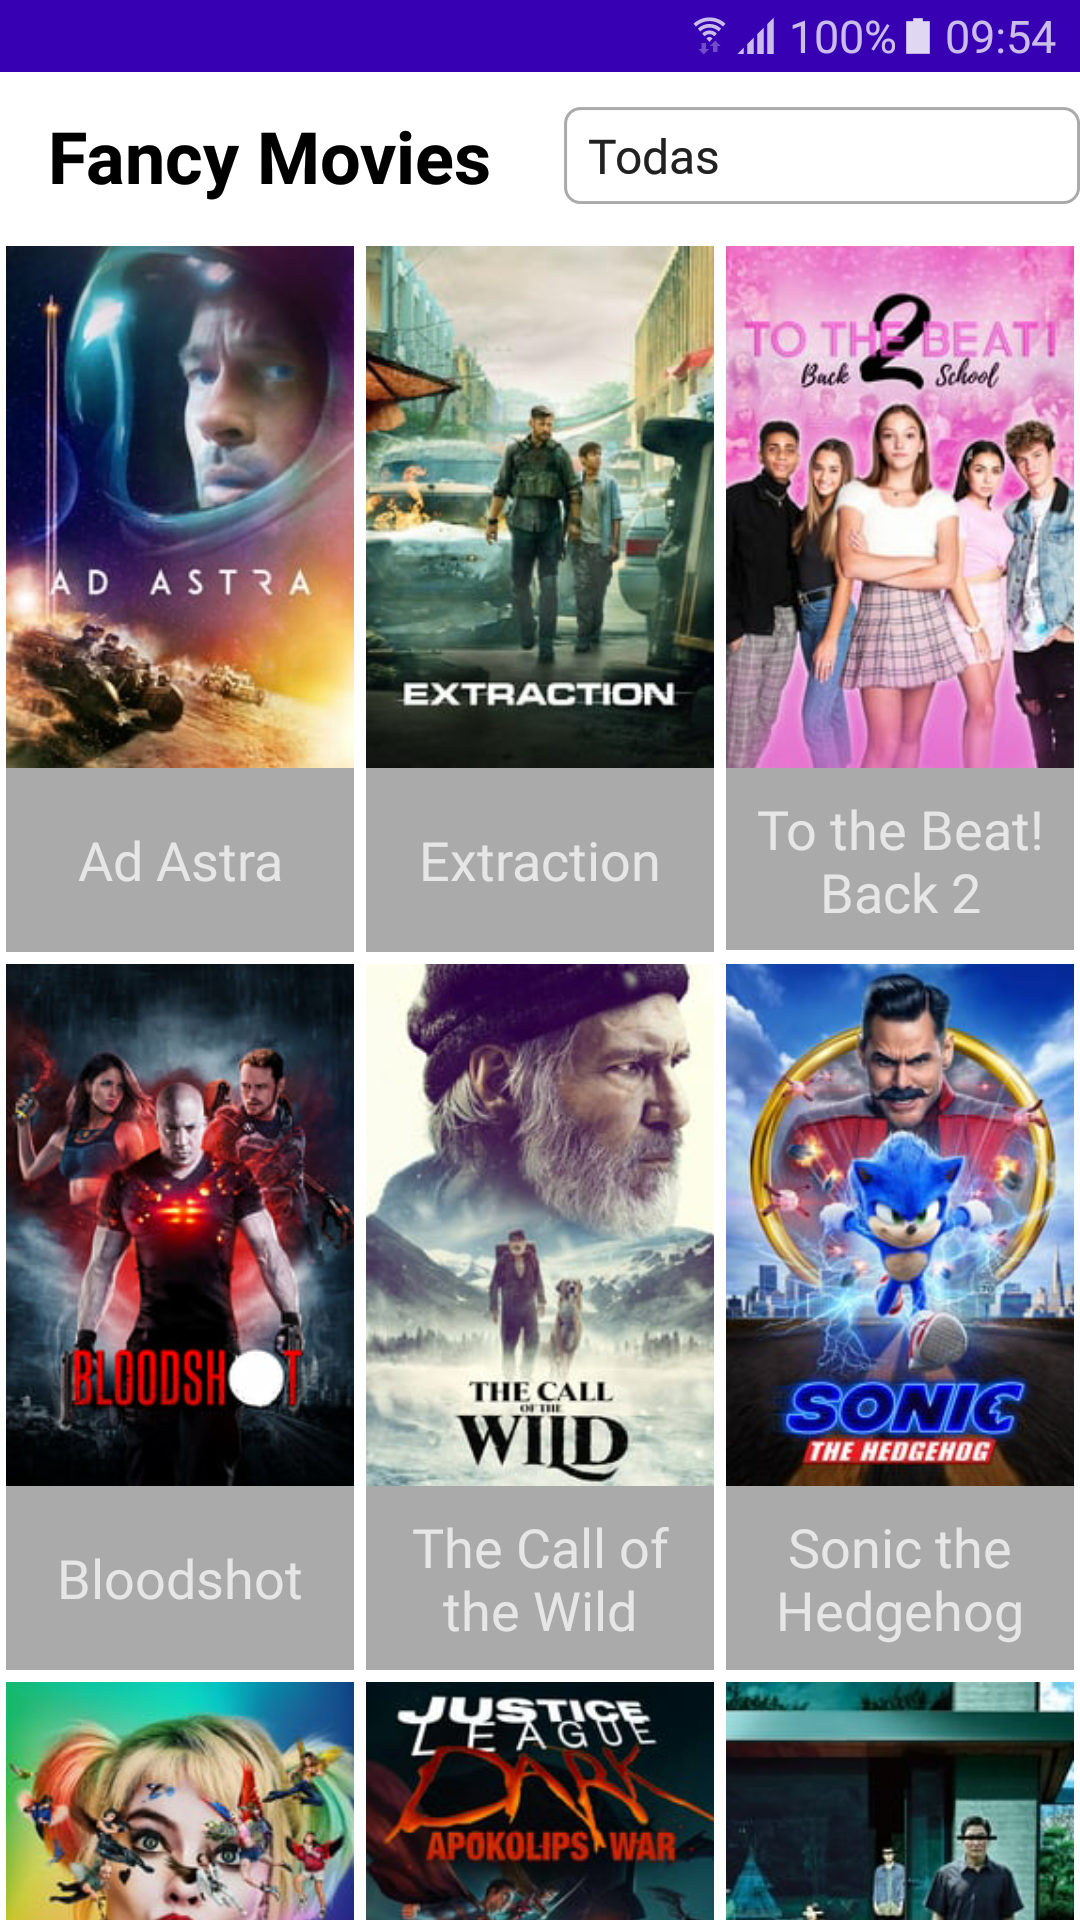 100% 09:54
Fancy Movies
Todas
AD ASTRA
EXTRACTION
TO THE BEAT!
2
Back School
Ad Astra
Extraction
To the Beat!
Back 2
BLOODSHOT
THE CALL
OF THE
WILD
SONIC
THE HEDGEHOG
Bloodshot
The Call of
the Wild
Sonic the
Hedgehog
JUSTICE
LEAGUE
DARK
APOKOLIPS WAR